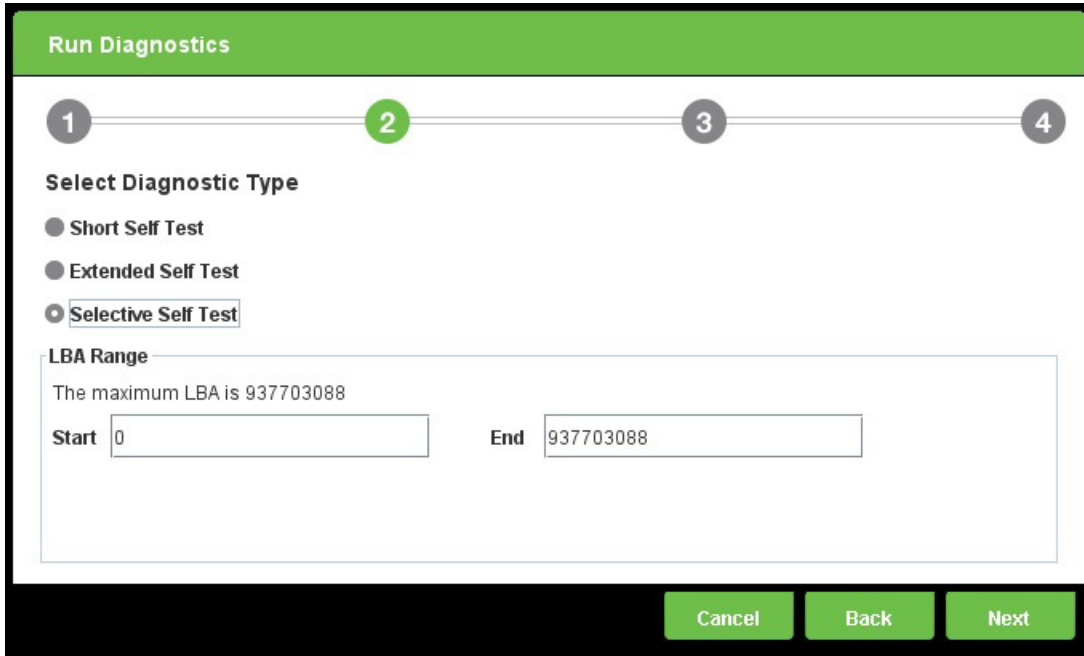 Run Diagnostics
1 2 3 4
Select Diagnostic Type
Short Self Test
Extended Self Test
Selective Self Test
LBA Range
The maximum LBA is 937703088
Start 0 End 937703088
Cancel Back Next